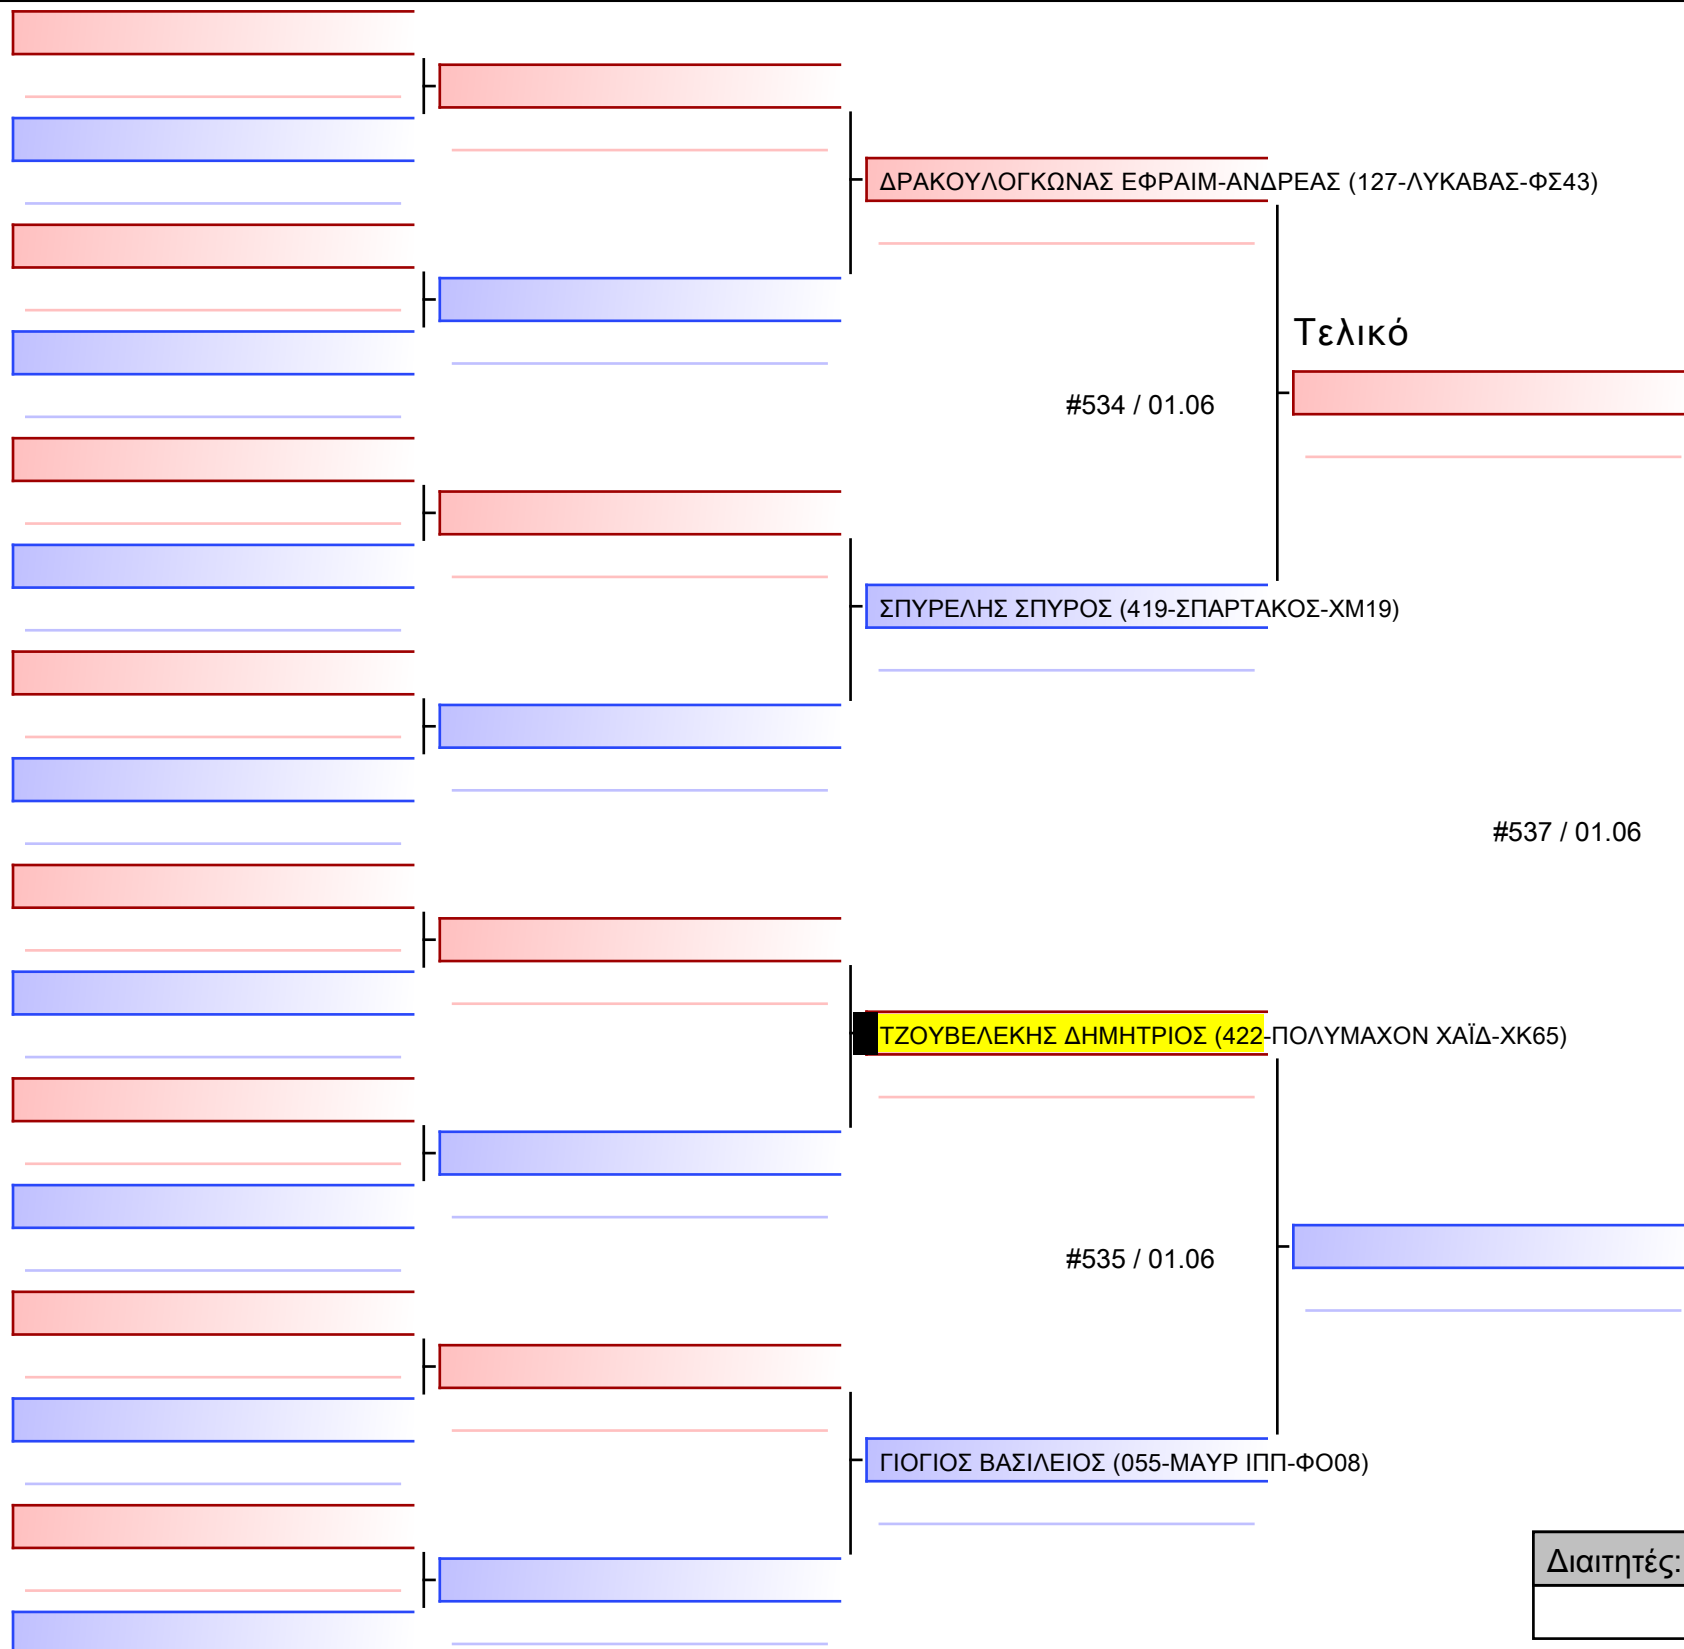 ΔΡΑΚΟΥΛΟΓΚΩΝΑΣ ΕΦΡΑΙΜ-ΑΝΔΡΕΑΣ (127-ΛΥΚΑΒΑΣ-ΦΣ43)
Τελικό
#534 / 01.06
ΣΠΥΡΕΛΗΣ ΣΠΥΡΟΣ (419-ΣΠΑΡΤΑΚΟΣ-ΧΜ19)
#537 / 01.06
ΤΖΟΥΒΕΛΕΚΗΣ ΔΗΜΗΤΡΙΟΣ (422-ΠΟΛΥΜΑΧΟΝ ΧΑΪΔ-ΧΚ65)
#535 / 01.06
ΓΙΟΓΙΟΣ ΒΑΣΙΛΕΙΟΣ (055-ΜΑΥΡ ΙΠΠ-ΦΟ08)
Διαιτητές: